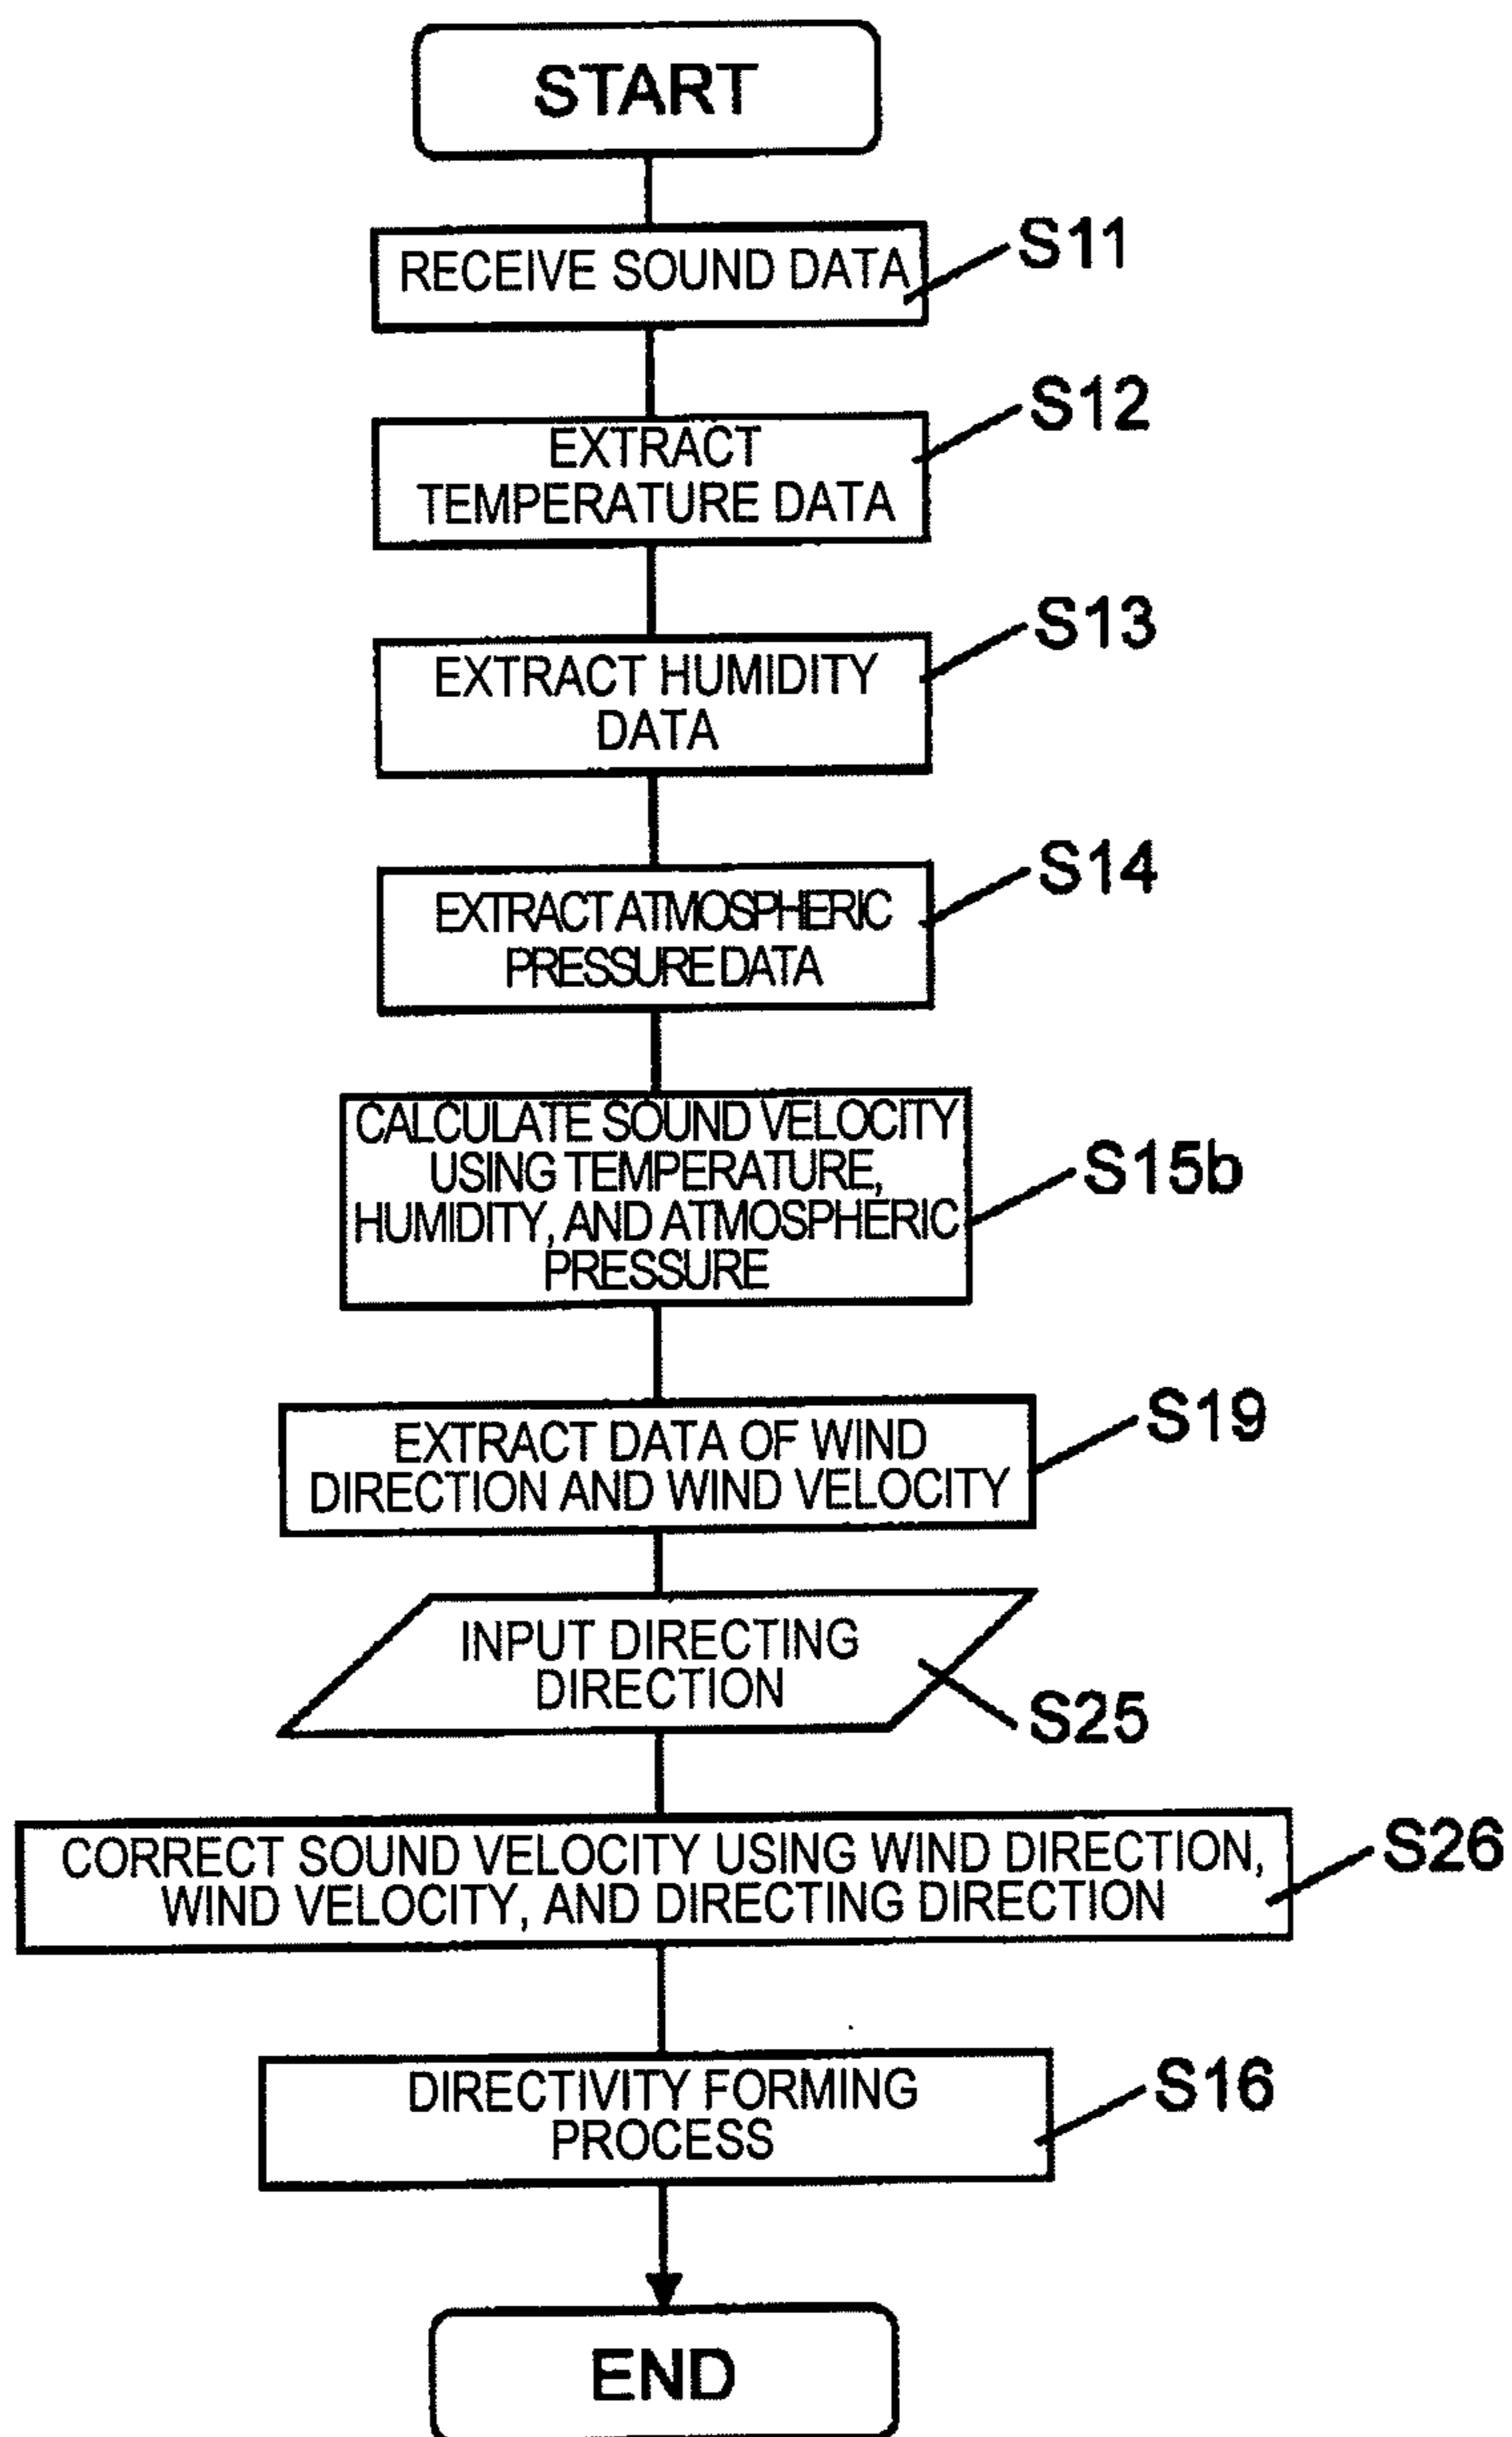 START
RECEIVE SOUND DATA
S11
EXTRACT
TEMPERATURE DATA
S12
EXTRACT HUMIDITY
DATA
S13
EXTRACT ATMOSPHERIC
PRESSURE DATA
S14
CALCULATE SOUND VELOCITY
USING TEMPERATURE,
HUMIDITY, AND ATMOSPHERIC
PRESSURE
S15b
EXTRACT DATA OF WIND
DIRECTION AND WIND VELOCITY
S19
INPUT DIRECTING
DIRECTION
S25
CORRECT SOUND VELOCITY USING WIND DIRECTION,
WIND VELOCITY, AND DIRECTING DIRECTION
S26
DIRECTIVITY FORMING
PROCESS
S16
END